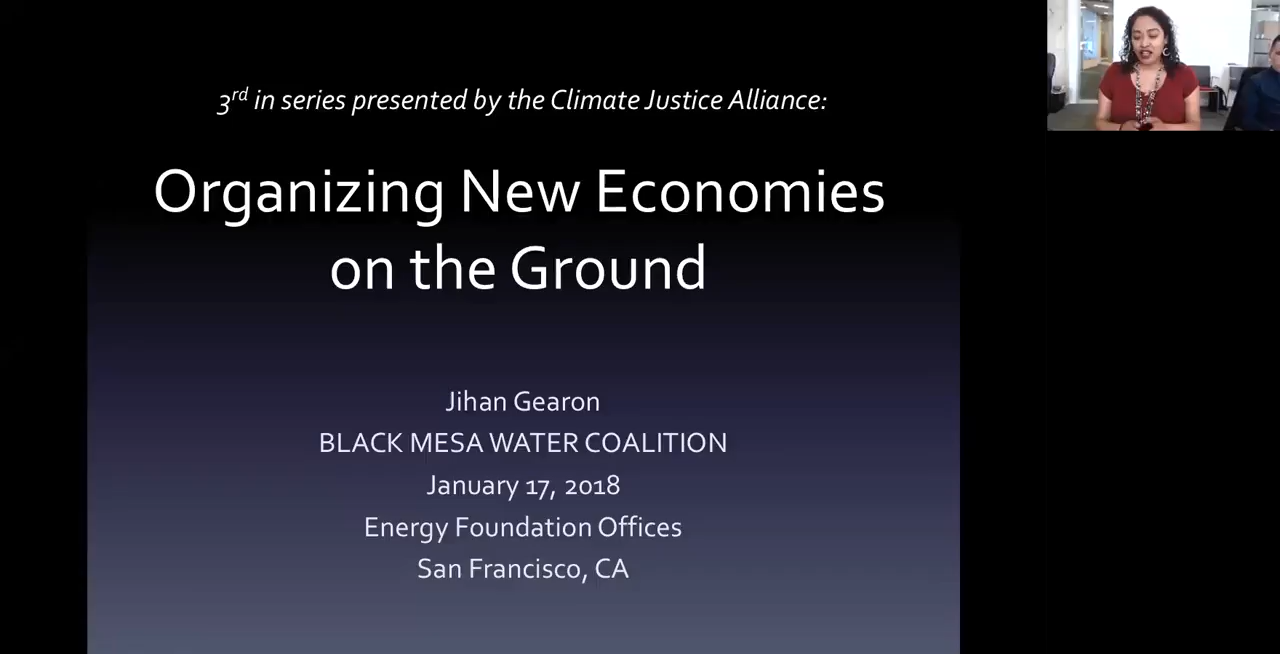 3rd in series presented by the Climate Justice Alliance:
Organizing New Economies
on the Ground
Jihan Gearon
BLACK MESA WATER COALITION
January 17, 2018
Energy Foundation Offices
San Francisco, CA